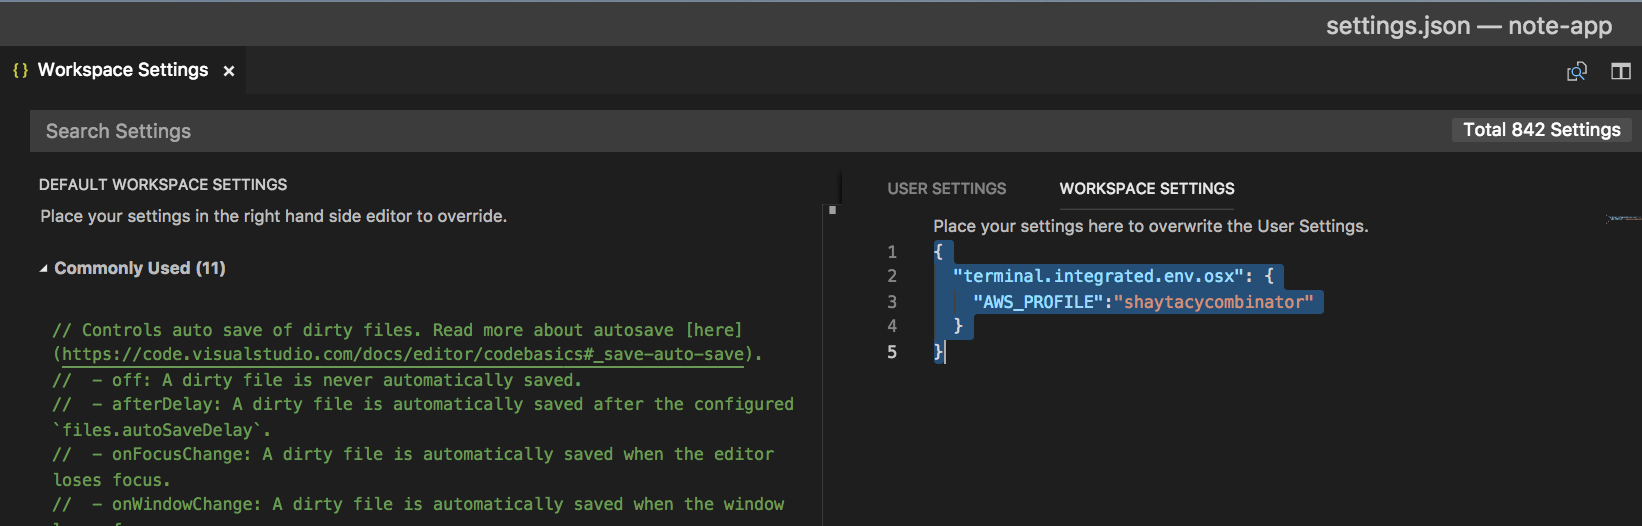 settings.json — note-app
{} Workspace Settings ×
Search Settings
Total 842 Settings
DEFAULT WORKSPACE SETTINGS
Place your settings in the right hand side editor to override.
Commonly Used (11)
// Controls auto save of dirty files. Read more about autosave [here]
(https://code.visualstudio.com/docs/editor/codebasics#_save-auto-save).
//  - off: A dirty file is never automatically saved.
//  - afterDelay: A dirty file is automatically saved after the configured
`files.autoSaveDelay`.
//  - onFocusChange: A dirty file is automatically saved when the editor
loses focus.
//  - onWindowChange: A dirty file is automatically saved when the window
USER SETTINGS
WORKSPACE SETTINGS
Place your settings here to overwrite the User Settings.
1 {
2   "terminal.integrated.env.osx": {
3     "AWS_PROFILE":"shaytacycombinator"
4   }
5 }